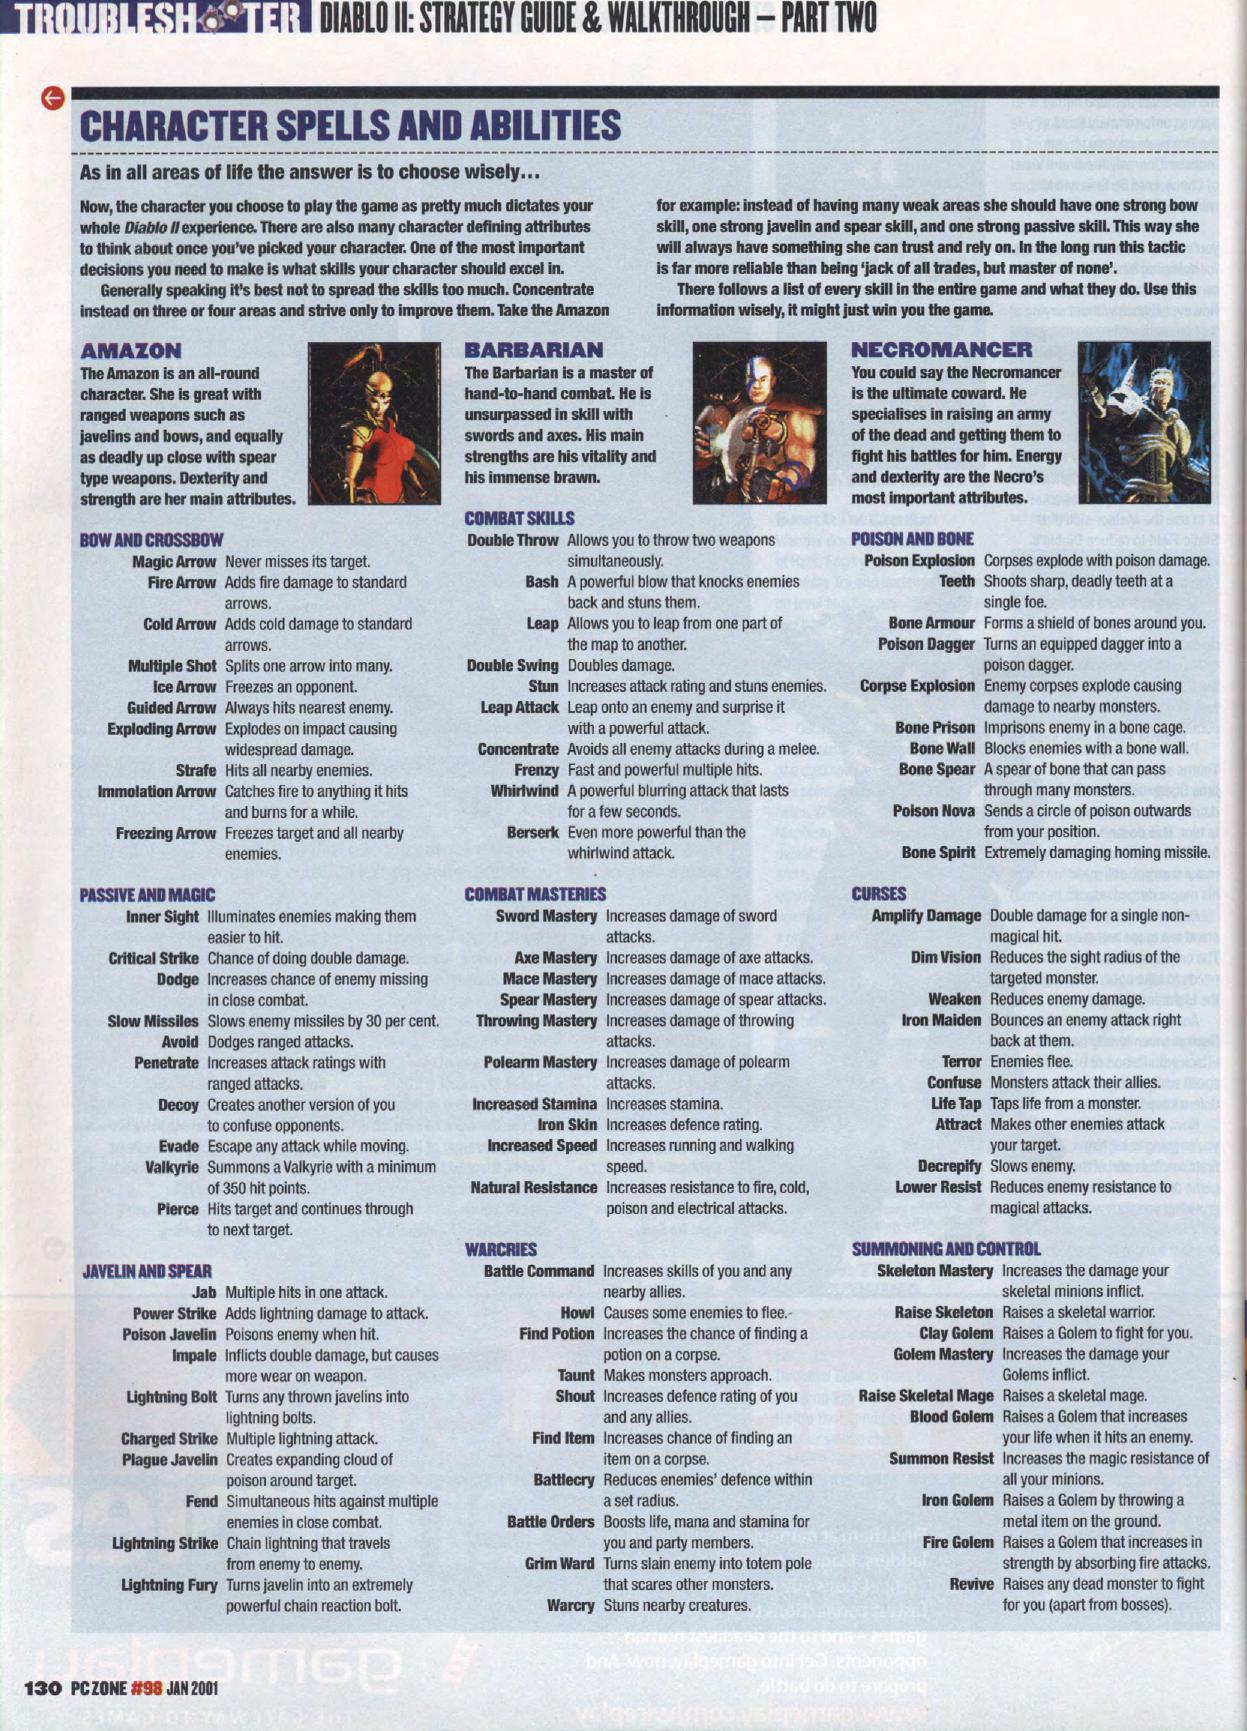 TROUBLESHOOTER DIABLO II: STRATEGY GUIDE & WALKTHROUGH – PART TWO
CHARACTER SPELLS AND ABILITIES
As in all areas of life the answer is to choose wisely...
Now, the character you choose to play the game as pretty much dictates your
whole Diablo II experience. There are also many character defining attributes
to think about once you've picked your character. One of the most important
decisions you need to make is what skills your character should excel in.
Generally speaking it's best not to spread the skills too much. Concentrate
instead on three or four areas and strive only to improve them. Take the Amazon
for example: instead of having many weak areas she should have one strong bow
skill, one strong javelin and spear skill, and one strong passive skill. This way she
will always have something she can trust and rely on. In the long run this tactic
is far more reliable than being 'jack of all trades, but master of none'.
There follows a list of every skill in the entire game and what they do. Use this
information wisely, it might just win you the game.
AMAZON
The Amazon is an all-round
character. She is great with
ranged weapons such as
javelins and bows, and equally
as deadly up close with spear
type weapons. Dexterity and
strength are her main attributes.
BOW AND CROSSBOW
Magic Arrow Never misses its target.
Fire Arrow Adds fire damage to standard
arrows.
Cold Arrow Adds cold damage to standard
arrows.
Multiple Shot Splits one arrow into many.
Ice Arrow Freezes an opponent.
Guided Arrow Always hits nearest enemy.
Exploding Arrow Explodes on impact causing
widespread damage.
Strafe Hits all nearby enemies.
Immolation Arrow Catches fire to anything it hits
and burns for a while.
Freezing Arrow Freezes target and all nearby
enemies.
PASSIVE AND MAGIC
Inner Sight Illuminates enemies making them
easier to hit.
Critical Strike Chance of doing double damage.
Dodge Increases chance of enemy missing
in close combat.
Slow Missiles Slows enemy missiles by 30 per cent.
Avoid Dodges ranged attacks.
Penetrate Increases attack ratings with
ranged attacks.
Decoy Creates another version of you
to confuse opponents.
Evade Escape any attack while moving.
Valkyrie Summons a Valkyrie with a minimum
of 350 hit points.
Pierce Hits target and continues through
to next target.
JAVELIN AND SPEAR
Jab Multiple hits in one attack.
Power Strike Adds lightning damage to attack.
Poison Javelin Poisons enemy when hit.
Impale Inflicts double damage, but causes
more wear on weapon.
Lightning Bolt Turns any thrown javelins into
lightning bolts.
Charged Strike Multiple lightning attack.
Plague Javelin Creates expanding cloud of
poison around target.
Fend Simultaneous hits against multiple
enemies in close combat.
Lightning Strike Chain lightning that travels
from enemy to enemy.
Lightning Fury Turns javelin into an extremely
powerful chain reaction bolt.
BARBARIAN
The Barbarian is a master of
hand-to-hand combat. He is
unsurpassed in skill with
swords and axes. His main
strengths are his vitality and
his immense brawn.
COMBAT SKILLS
Double Throw Allows you to throw two weapons
simultaneously.
Bash A powerful blow that knocks enemies
back and stuns them.
Leap Allows you to leap from one part of
the map to another.
Double Swing Doubles damage.
Stun Increases attack rating and stuns enemies.
Leap Attack Leap onto an enemy and surprise it
with a powerful attack.
Concentrate Avoids all enemy attacks during a melee.
Frenzy Fast and powerful multiple hits.
Whirlwind A powerful blurring attack that lasts
for a few seconds.
Berserk Even more powerful than the
whirlwind attack.
COMBAT MASTERIES
Sword Mastery Increases damage of sword
attacks.
Axe Mastery Increases damage of axe attacks.
Mace Mastery Increases damage of mace attacks.
Spear Mastery Increases damage of spear attacks.
Throwing Mastery Increases damage of throwing
attacks.
Polearm Mastery Increases damage of polearm
attacks.
Increased Stamina Increases stamina.
Iron Skin Increases defence rating.
Increased Speed Increases running and walking
speed.
Natural Resistance Increases resistance to fire, cold,
poison and electrical attacks.
WARCRIES
Battle Command Increases skills of you and any
nearby allies.
Howl Causes some enemies to flee.
Find Potion Increases the chance of finding a
potion on a corpse.
Taunt Makes monsters approach.
Shout Increases defence rating of you
and any allies.
Find Item Increases chance of finding an
item on a corpse.
Battlecry Reduces enemies' defence within
a set radius.
Battle Orders Boosts life, mana and stamina for
you and party members.
Grim Ward Turns slain enemy into totem pole
that scares other monsters.
Warcry Stuns nearby creatures.
NECROMANCER
You could say the Necromancer
is the ultimate coward. He
specialises in raising an army
of the dead and getting them to
fight his battles for him. Energy
and dexterity are the Necro's
most important attributes.
POISON AND BONE
Poison Explosion Corpses explode with poison damage.
Teeth Shoots sharp, deadly teeth at a
single foe.
Bone Armour Forms a shield of bones around you.
Poison Dagger Turns an equipped dagger into a
poison dagger.
Corpse Explosion Enemy corpses explode causing
damage to nearby monsters.
Bone Prison Imprisons enemy in a bone cage.
Bone Wall Blocks enemies with a bone wall.
Bone Spear A spear of bone that can pass
through many monsters.
Poison Nova Sends a circle of poison outwards
from your position.
Bone Spirit Extremely damaging homing missile.
CURSES
Amplify Damage Double damage for a single non-
magical hit.
Dim Vision Reduces the sight radius of the
targeted monster.
Weaken Reduces enemy damage.
Iron Maiden Bounces an enemy attack right
back at them.
Terror Enemies flee.
Confuse Monsters attack their allies.
Life Tap Taps life from a monster.
Attract Makes other enemies attack
your target.
Decrepify Slows enemy.
Lower Resist Reduces enemy resistance to
magical attacks.
SUMMONING AND CONTROL
Skeleton Mastery Increases the damage your
skeletal minions inflict.
Raise Skeleton Raises a skeletal warrior.
Clay Golem Raises a Golem to fight for you.
Golem Mastery Increases the damage your
Golems inflict.
Raise Skeletal Mage Raises a skeletal mage.
Blood Golem Raises a Golem that increases
your life when it hits an enemy.
Summon Resist Increases the magic resistance of
all your minions.
Iron Golem Raises a Golem by throwing a
metal item on the ground.
Fire Golem Raises a Golem that increases in
strength by absorbing fire attacks.
Revive Raises any dead monster to fight
for you (apart from bosses).
130 PC ZONE #98 JAN 2001